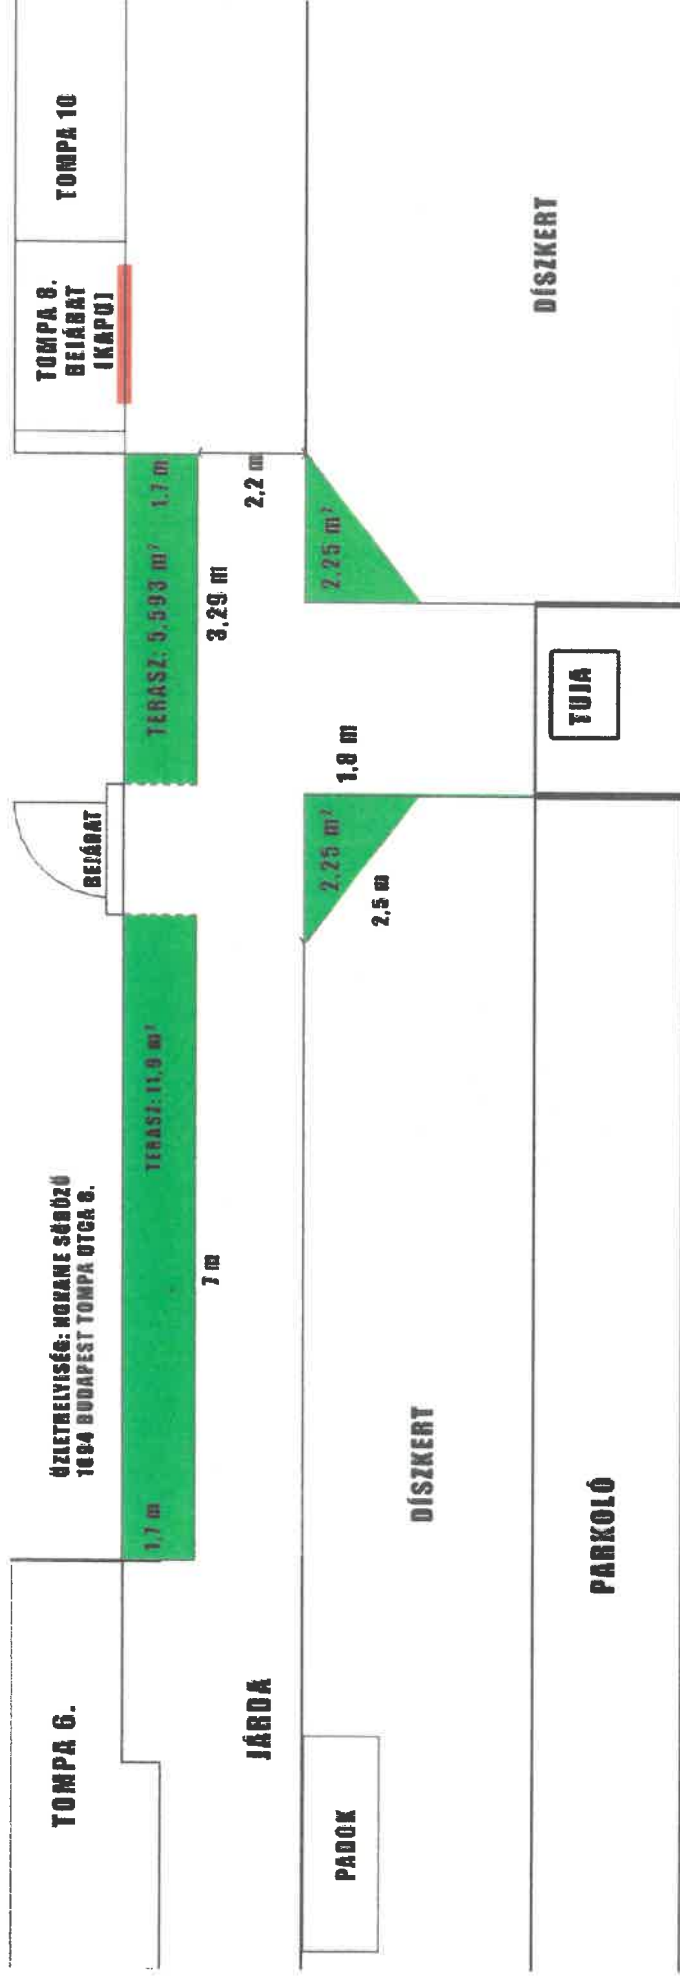 TOMPA 6.
ÜZLETHELYISÉG: NOKANE SÖRÖZŐ
1094 BUDAPEST TOMPA UTCA 8.
BEJÁRAT
TOMPA 8.
BEJÁRAT
(KAPU)
TOMPA 10
1,7 m
TERASZ: 11,9 m²
TERASZ: 5,593 m²
1,7 m
7 m
3,29 m
JÁRDA
2,2 m
PADOK
2,25 m²
1,8 m
2,25 m²
2,5 m
DÍSZKERT
DÍSZKERT
PARKOLÓ
TUJA